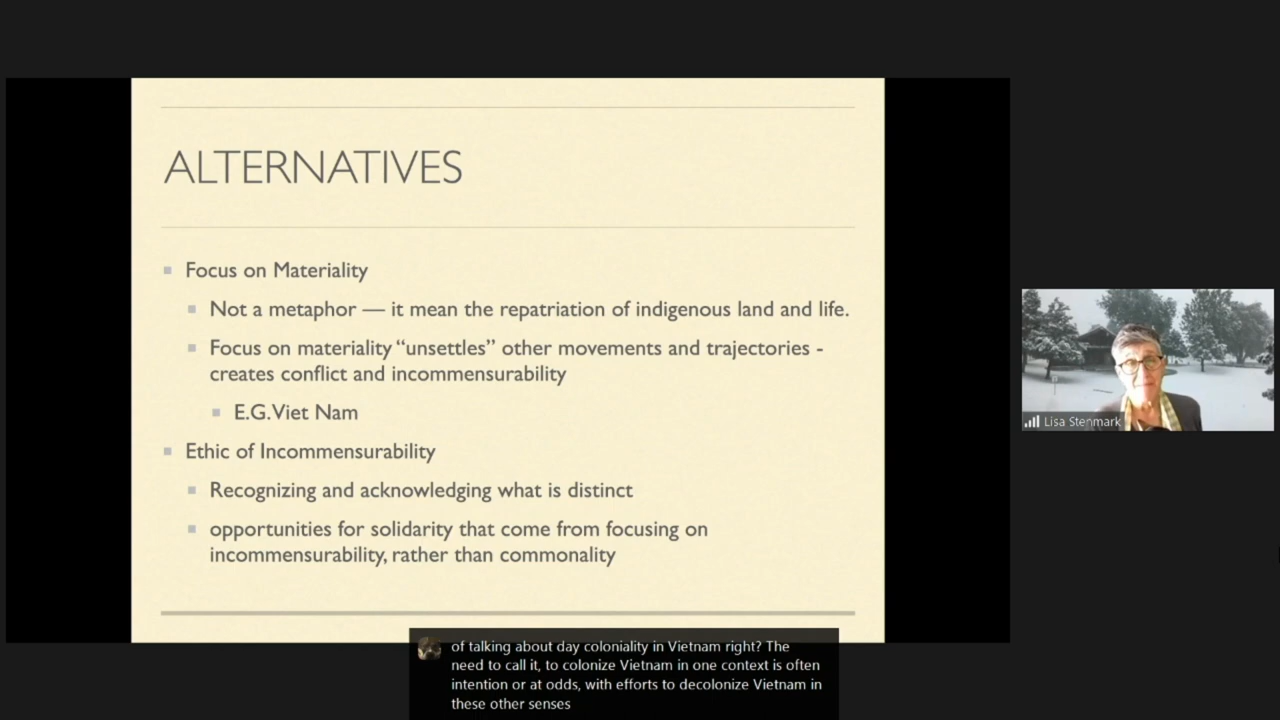 ALTERNATIVES
Focus on Materiality
Not a metaphor — it mean the repatriation of indigenous land and life.
Focus on materiality “unsettles” other movements and trajectories -
creates conflict and incommensurability
E.G.Viet Nam
Ethic of Incommensurability
Recognizing and acknowledging what is distinct
opportunities for solidarity that come from focusing on
incommensurability, rather than commonality
Lisa Stenmark
of talking about day coloniality in Vietnam right? The
need to call it, to colonize Vietnam in one context is often
intention or at odds, with efforts to decolonize Vietnam in
these other senses